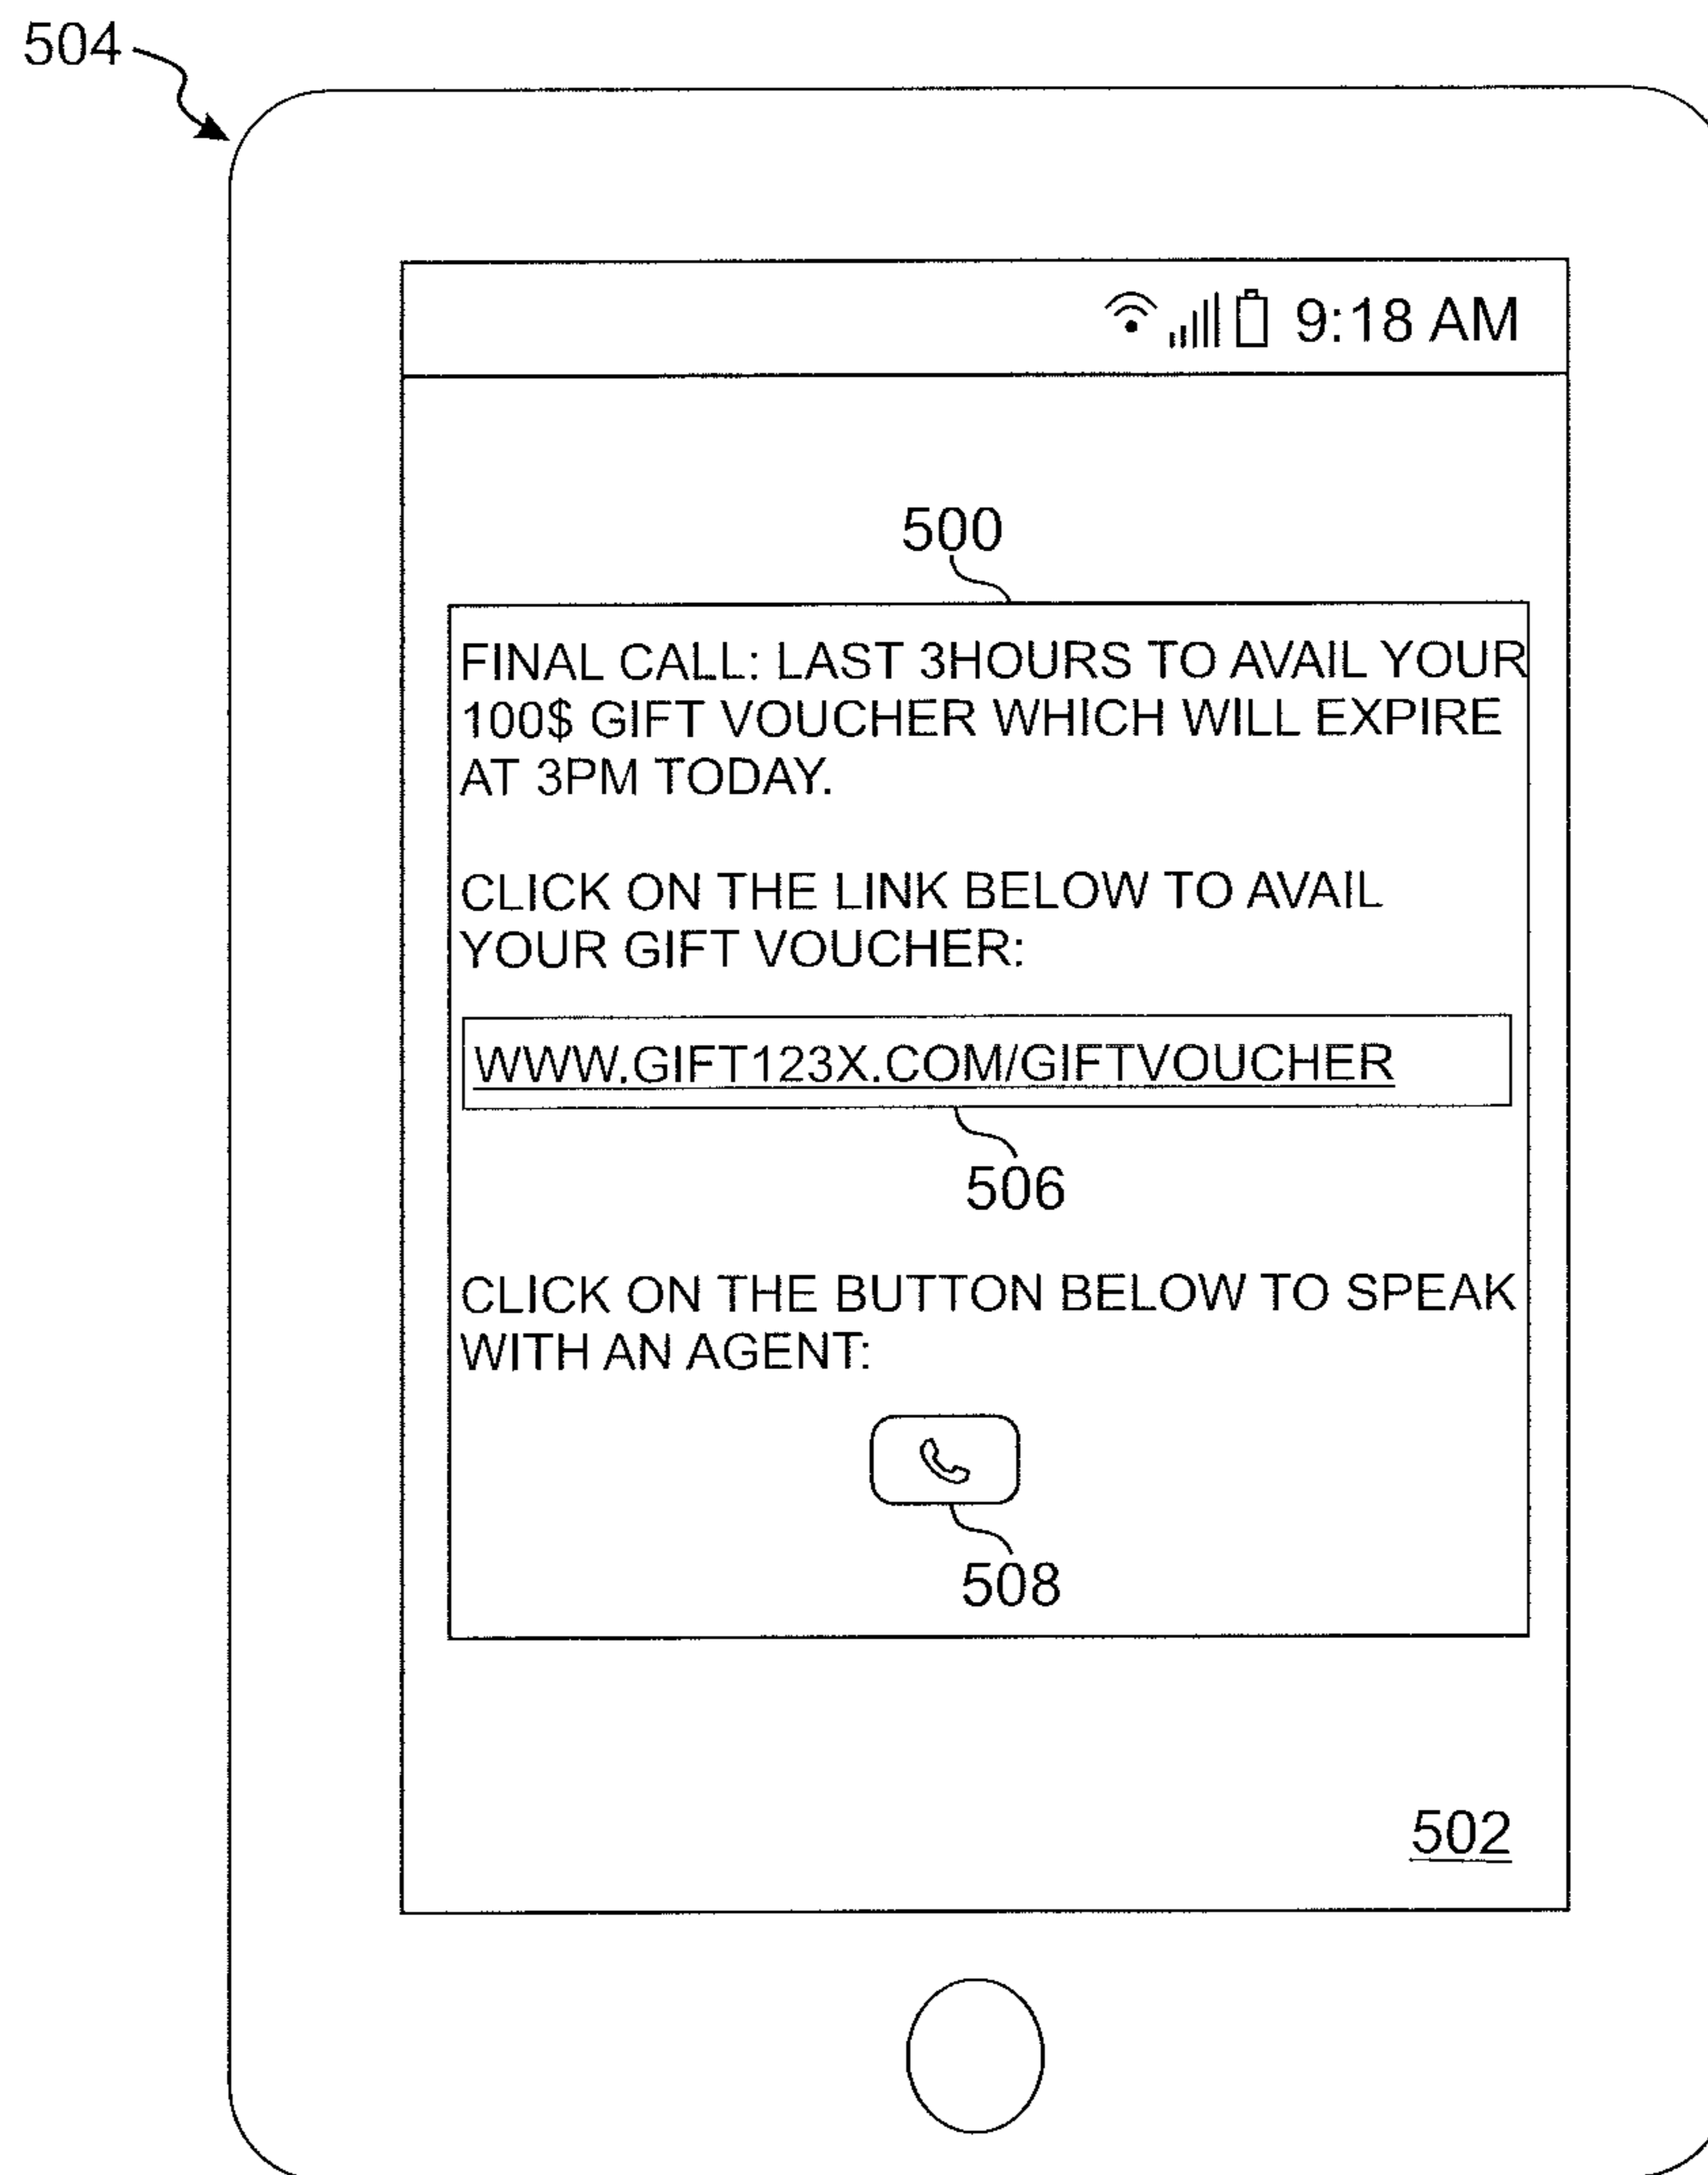 504
9:18 AM
500
FINAL CALL: LAST 3HOURS TO AVAIL YOUR
100$ GIFT VOUCHER WHICH WILL EXPIRE
AT 3PM TODAY.
CLICK ON THE LINK BELOW TO AVAIL
YOUR GIFT VOUCHER:
WWW.GIFT123X.COM/GIFTVOUCHER
506
CLICK ON THE BUTTON BELOW TO SPEAK
WITH AN AGENT:
508
502